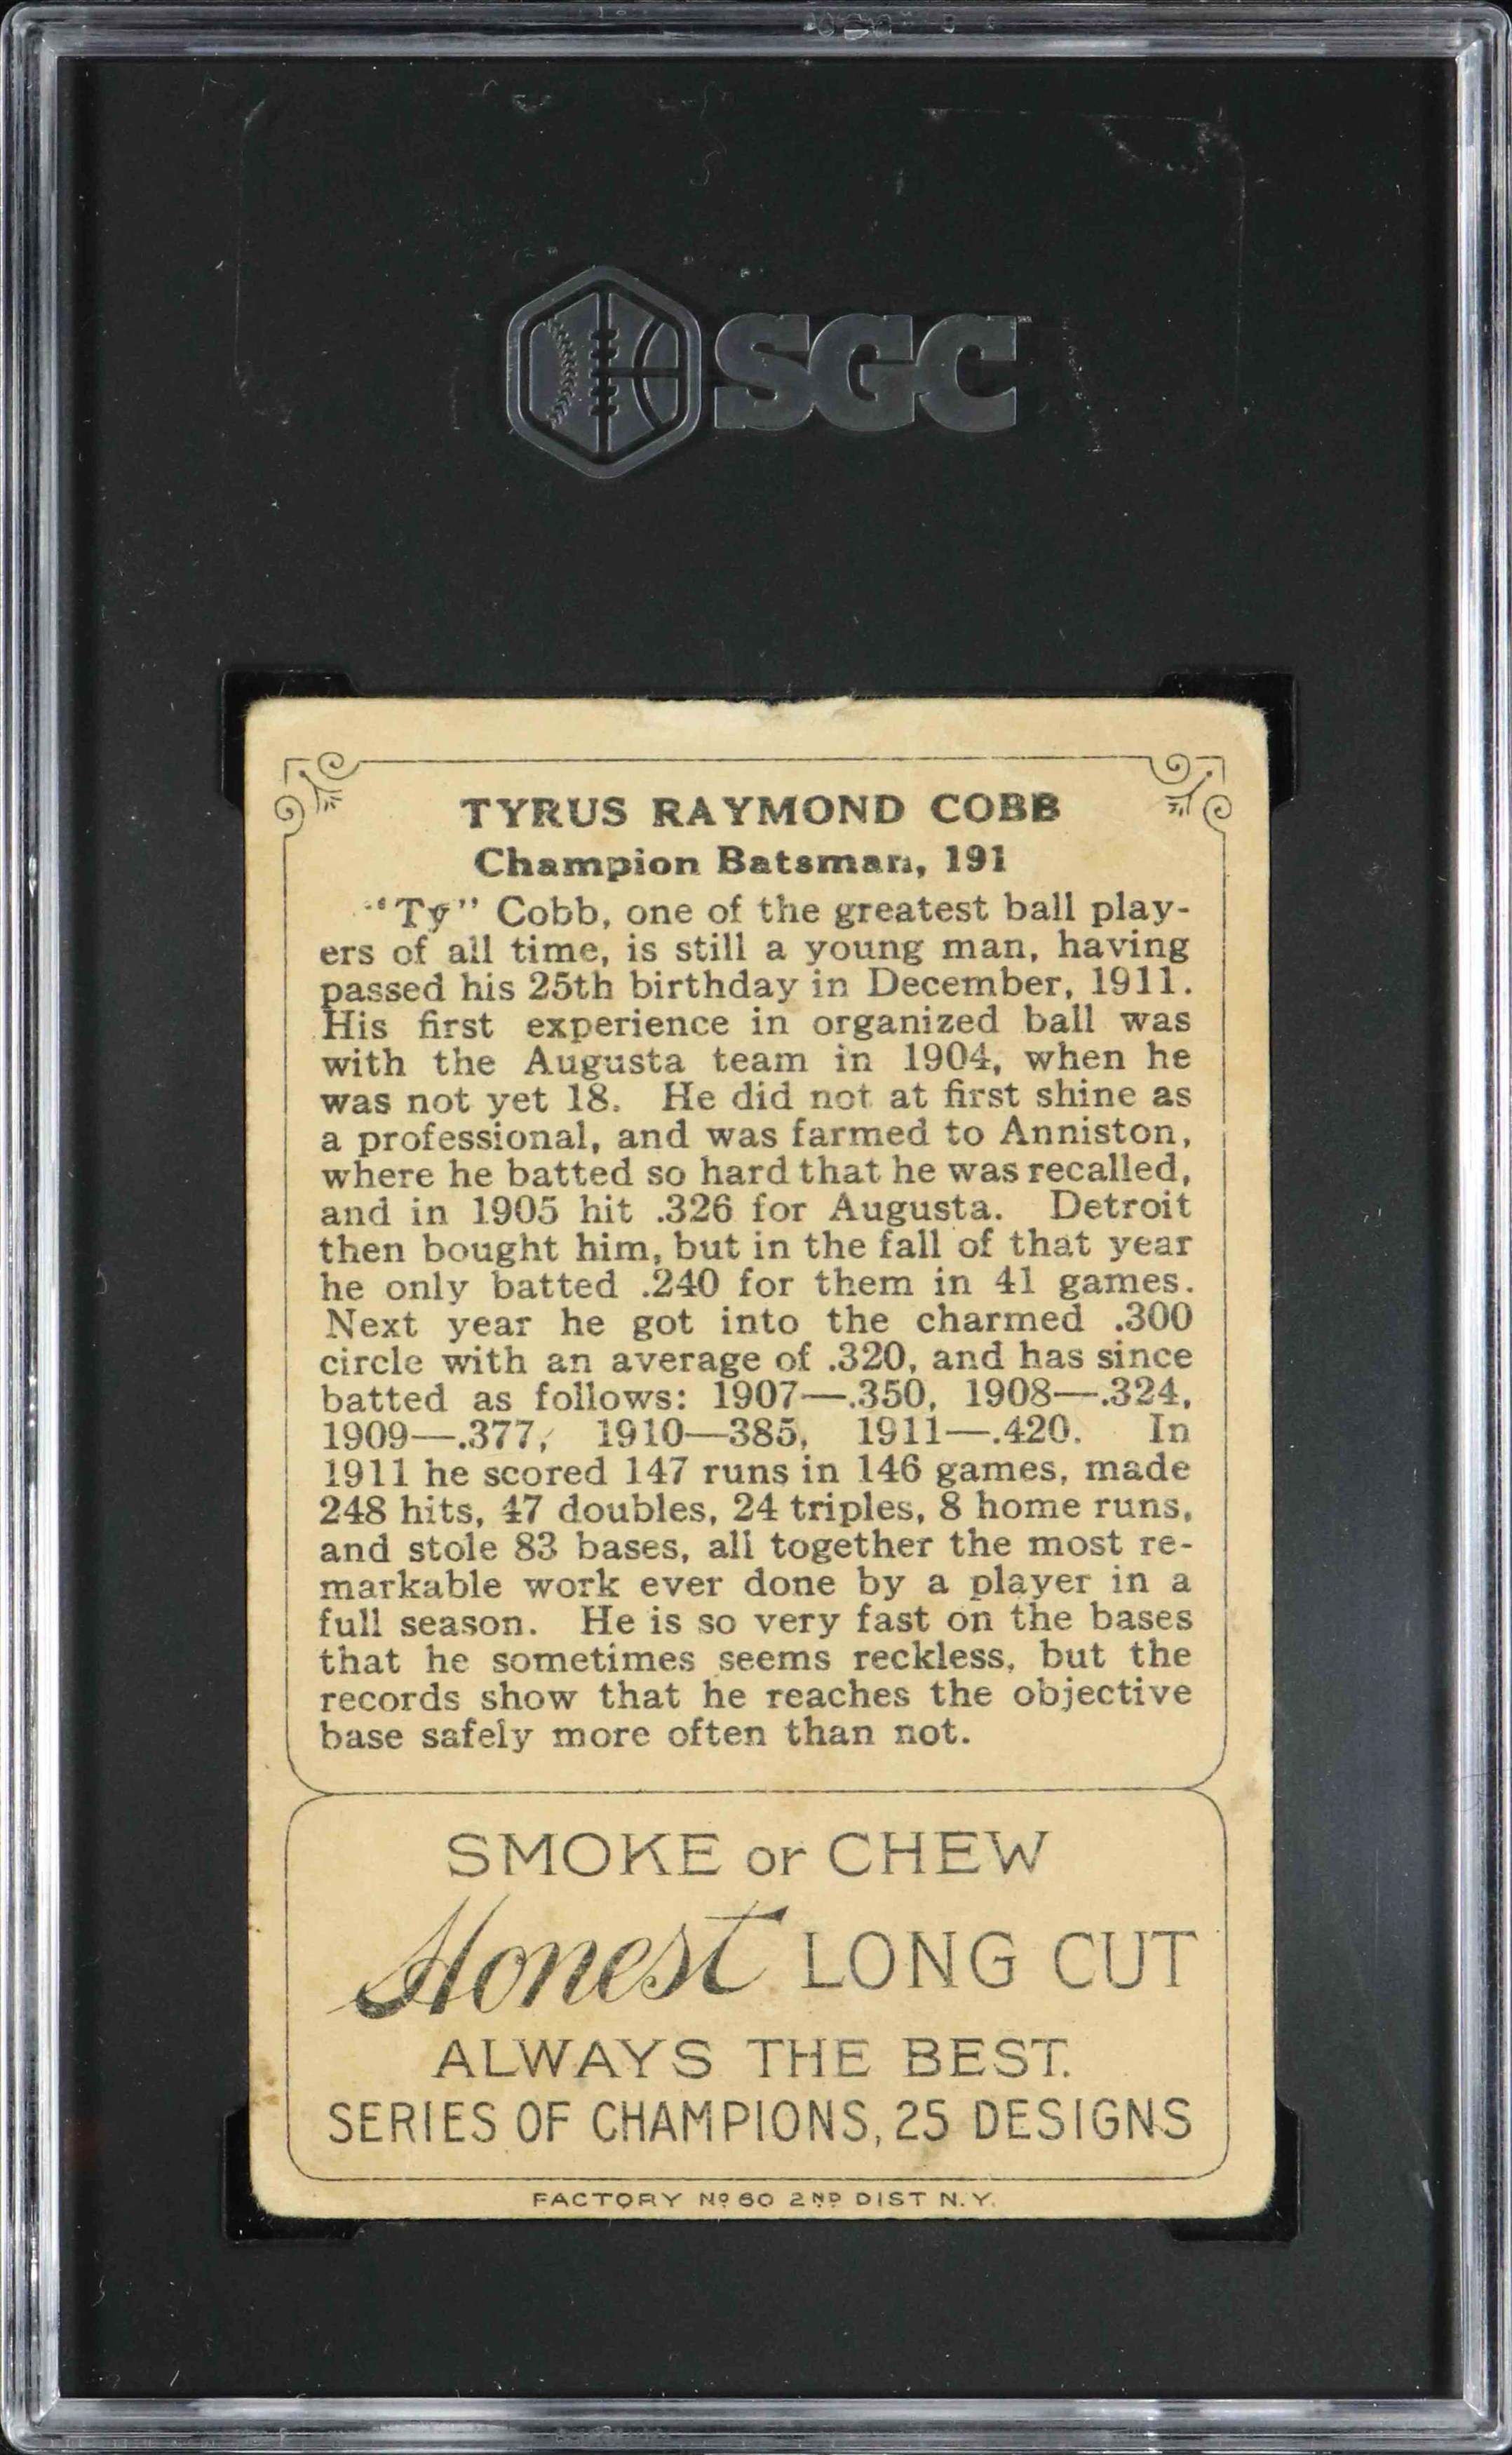 SGC
TYRUS RAYMOND COBB
Champion Batsman, 191
"Ty" Cobb, one of the greatest ball play-
ers of all time, is still a young man, having
passed his 25th birthday in December, 1911.
His first experience in organized ball was
with the Augusta team in 1904, when he
was not yet 18. He did not at first shine as
a professional, and was farmed to Anniston,
where he batted so hard that he was recalled,
and in 1905 hit .326 for Augusta. Detroit
then bought him, but in the fall of that year
he only batted .240 for them in 41 games.
Next year he got into the charmed .300
circle with an average of .320, and has since
batted as follows: 1907—.350, 1908—.324,
1909—.377, 1910—385, 1911—.420. In
1911 he scored 147 runs in 146 games, made
248 hits, 47 doubles, 24 triples, 8 home runs,
and stole 83 bases, all together the most re-
markable work ever done by a player in a
full season. He is so very fast on the bases
that he sometimes seems reckless, but the
records show that he reaches the objective
base safely more often than not.
SMOKE or CHEW
Honest LONG CUT
ALWAYS THE BEST.
SERIES OF CHAMPIONS, 25 DESIGNS
FACTORY Nº 60 2ND DIST N.Y.